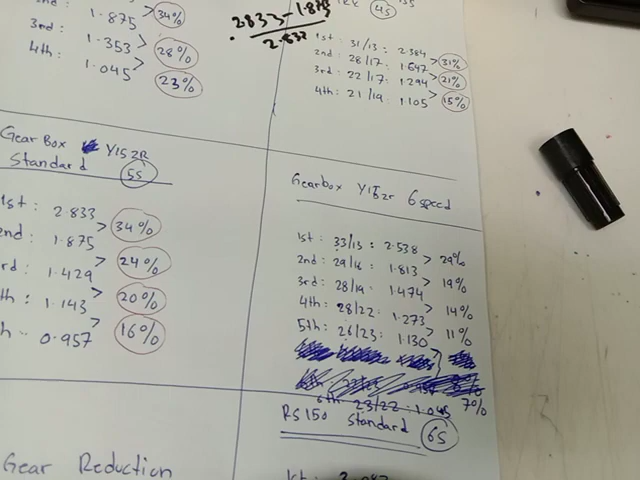 1.875 > 34%
3rd: 1.353 > 28%
4th: 1.045 > 23%
.2833 - 1.875
2.833
4S
1st: 31/13: 2.384
2nd: 28/17: 1.647 > 31%
3rd: 22/17: 1.294 > 21%
4th: 21/19: 1.105 > 15%
Gear Box Y152R
Standard 5S
1st: 2.833
2nd: 1.875 > 34%
rd: 1.429 > 24%
th: 1.143 > 20%
h - 0.957 > 16%
Gearbox Y152r 6 speed
1st: 33/13: 2.538
2nd: 29/16: 1.813 > 29%
3rd: 28/19: 1.474 > 19%
4th: 28/22: 1.273 > 14%
5th: 26/23: 1.130 > 11%
6th 23/22: 1.045 7%
RS150 Standard 6S
Gear Reduction